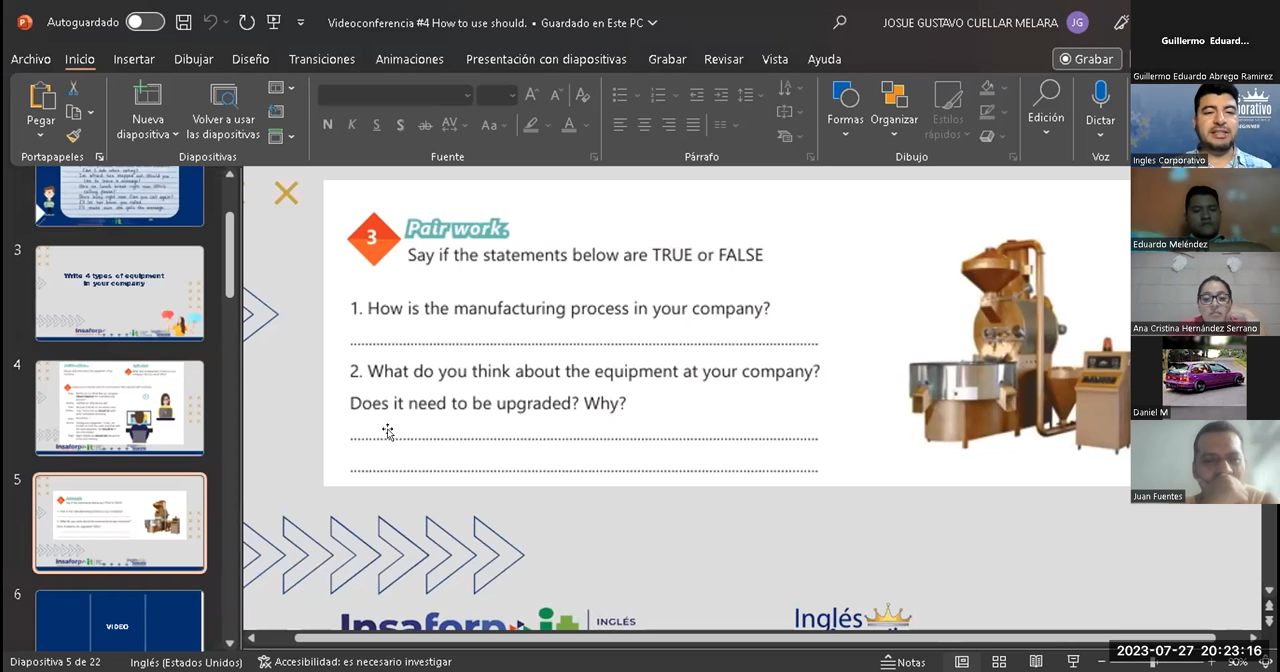 Autoguardado
Videoconferencia #4 How to use should. • Guardado en Este PC
JOSUE GUSTAVO CUELLAR MELARA
JG
Archivo Inicio Insertar Dibujar Diseño Transiciones Animaciones Presentación con diapositivas Grabar Revisar Vista Ayuda
Grabar
Pegar
Nueva diapositiva
Volver a usar las diapositivas
N K S S ab AV Aa A
Formas
Organizar
Estilos rápidos
Edición
Dictar
Portapapeles
Diapositivas
Fuente
Párrafo
Dibujo
Voz
3
Write 4 types of equipment
in your company
4
5
6
VIDEO
3
Pair work.
Say if the statements below are TRUE or FALSE
1. How is the manufacturing process in your company?
2. What do you think about the equipment at your company?
Does it need to be upgraded? Why?
Insaforp
INGLÉS
Inglés
Guillermo Eduard...
Guillermo Eduardo Abrego Ramirez
Ingles Corporativo
Eduardo Meléndez
Ana Cristina Hernández Serrano
Daniel M
Juan Fuentes
Diapositiva 5 de 22
Inglés (Estados Unidos)
Accesibilidad: es necesario investigar
Notas
2023-07-27 20:23:16
90%